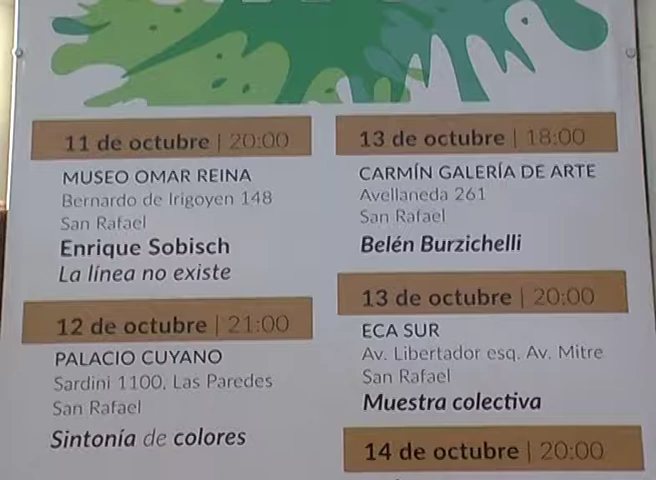 11 de octubre | 20:00
MUSEO OMAR REINA
Bernardo de Irigoyen 148
San Rafael
Enrique Sobisch
La línea no existe
12 de octubre | 21:00
PALACIO CUYANO
Sardini 1100, Las Paredes
San Rafael
Sintonía de colores
13 de octubre | 18:00
CARMÍN GALERÍA DE ARTE
Avellaneda 261
San Rafael
Belén Burzichelli
13 de octubre | 20:00
ECA SUR
Av. Libertador esq. Av. Mitre
San Rafael
Muestra colectiva
14 de octubre | 20:00